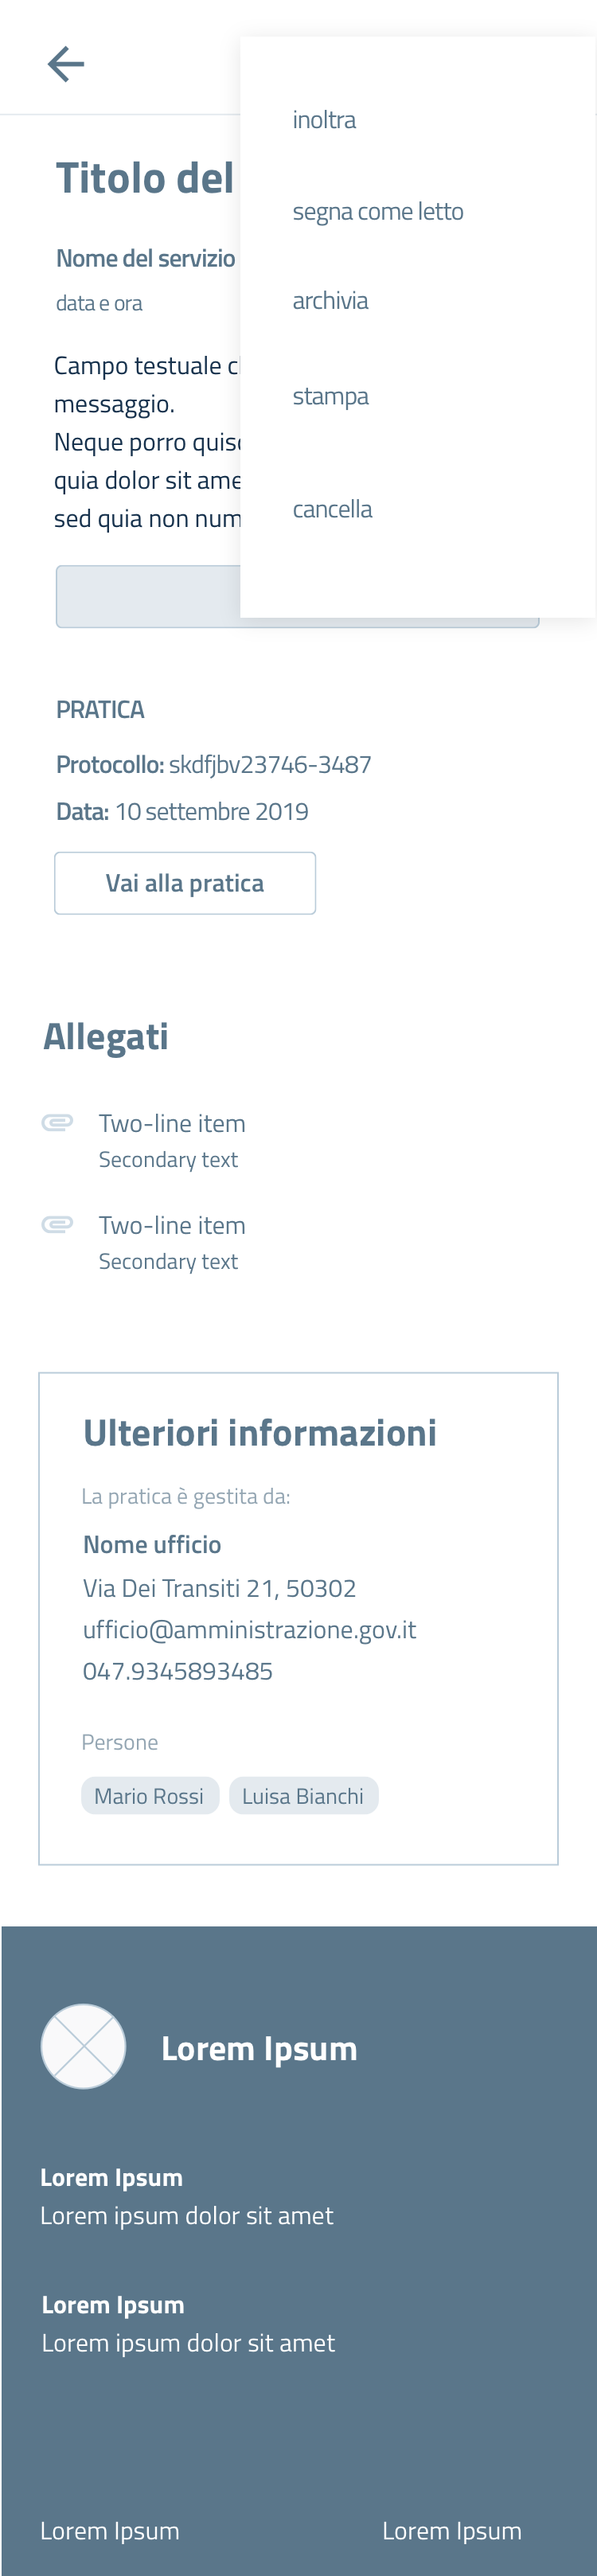 inoltra
segna come letto
archivia
stampa
cancella
Titolo del
Nome del servizio
data e ora
Campo testuale
messaggio.
Neque porro
quia dolor sit
sed quia non
PRATICA
Protocollo: skdfjbv23746-3487
Data: 10 settembre 2019
Vai alla pratica
Allegati
Two-line item
Secondary text
Two-line item
Secondary text
Ulteriori informazioni
La pratica è gestita da:
Nome ufficio
Via Dei Transiti 21, 50302
ufficio@amministrazione.gov.it
047.9345893485
Persone
Mario Rossi Luisa Bianchi
Lorem Ipsum
Lorem Ipsum
Lorem ipsum dolor sit amet
Lorem Ipsum
Lorem ipsum dolor sit amet
Lorem Ipsum Lorem Ipsum